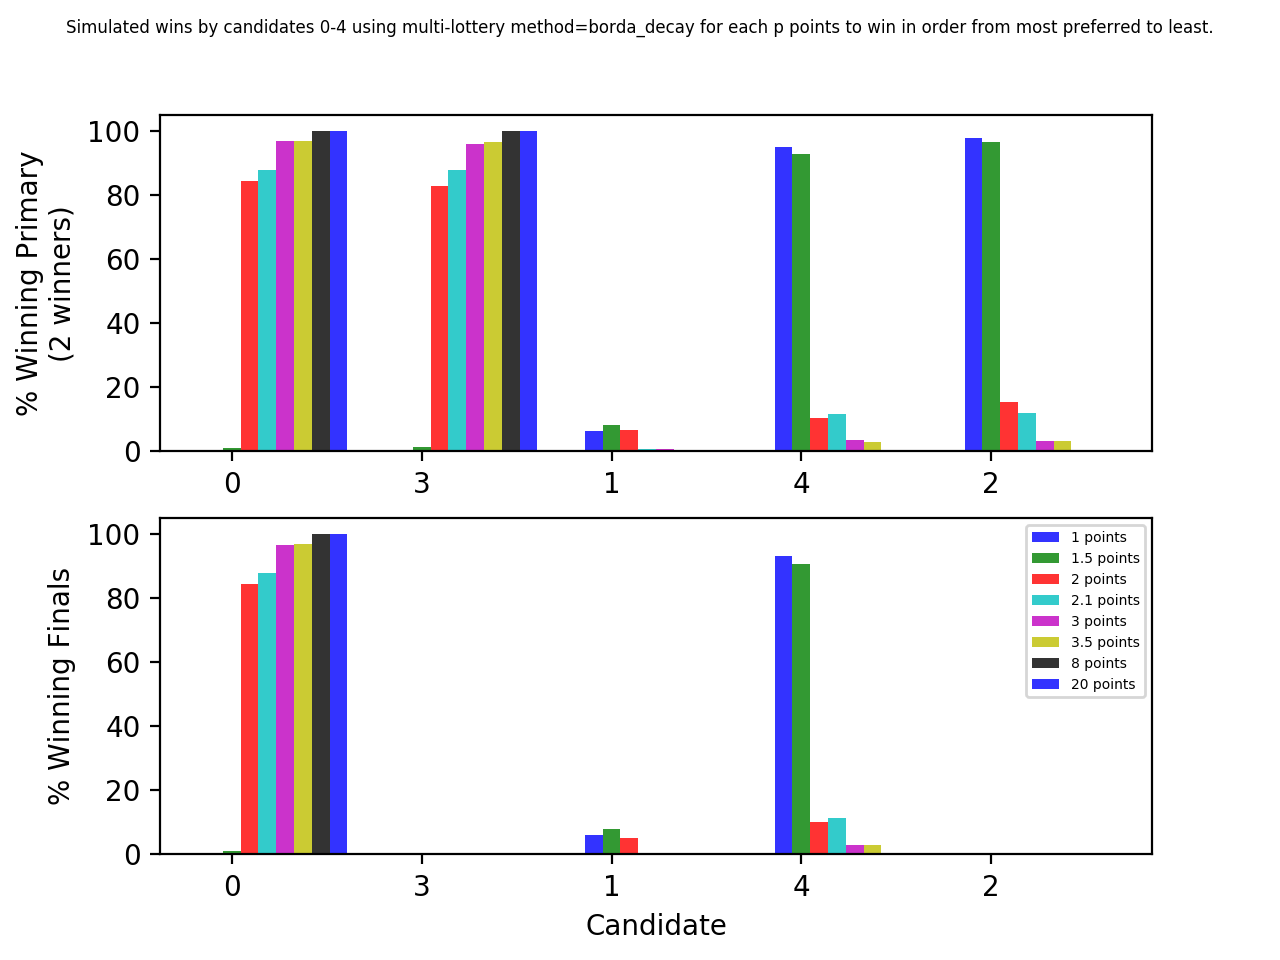 Simulated wins by candidates 0-4 using multi-lottery method=borda_decay for each p points to win in order from most preferred to least.
% Winning Primary
(2 winners)
100
80
60
40
20
0
0 3 1 4 2
% Winning Finals
100
80
60
40
20
0
1 points
1.5 points
2 points
2.1 points
3 points
3.5 points
8 points
20 points
0 3 1 4 2
Candidate